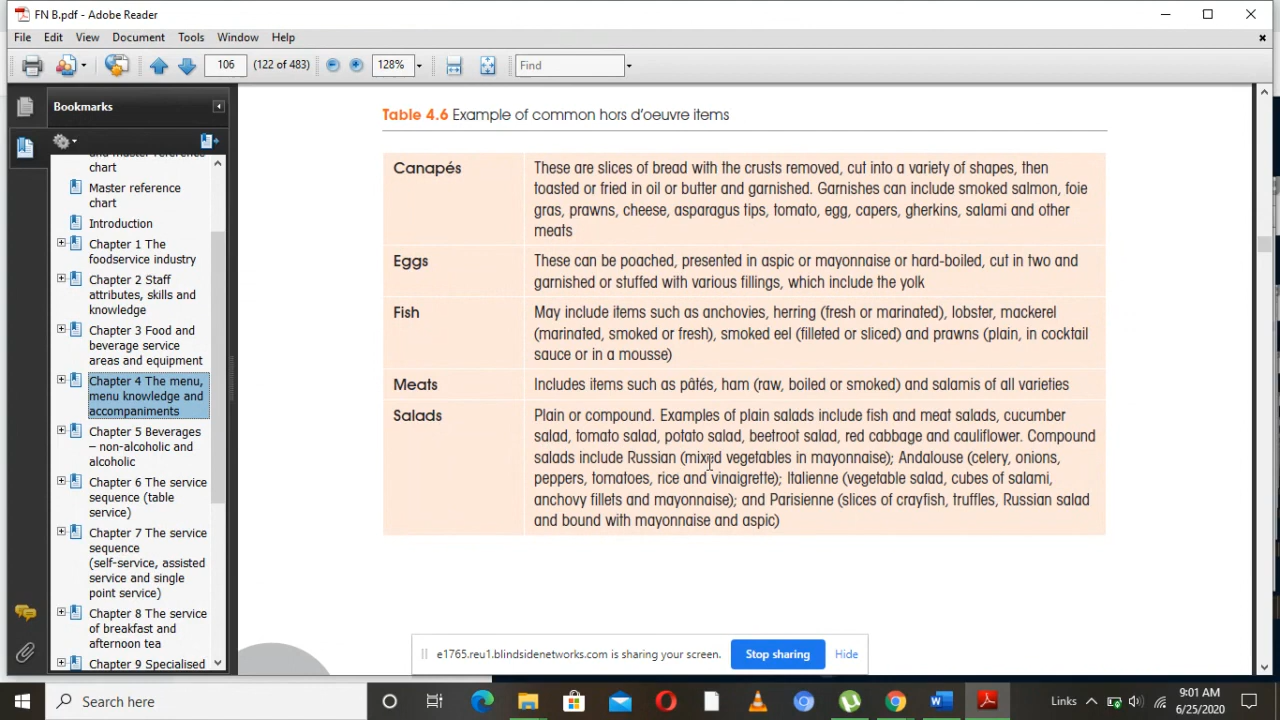 FN B.pdf - Adobe Reader
File Edit View Document Tools Window Help
106 (122 of 483) 128% Find
Bookmarks
and master reference
chart
Master reference
chart
Introduction
Chapter 1 The
foodservice industry
Chapter 2 Staff
attributes, skills and
knowledge
Chapter 3 Food and
beverage service
areas and equipment
Chapter 4 The menu,
menu knowledge and
accompaniments
Chapter 5 Beverages
– non-alcoholic and
alcoholic
Chapter 6 The service
sequence (table
service)
Chapter 7 The service
sequence
(self-service, assisted
service and single
point service)
Chapter 8 The service
of breakfast and
afternoon tea
Chapter 9 Specialised
Table 4.6 Example of common hors d'oeuvre items
Canapés
These are slices of bread with the crusts removed, cut into a variety of shapes, then
toasted or fried in oil or butter and garnished. Garnishes can include smoked salmon, foie
gras, prawns, cheese, asparagus tips, tomato, egg, capers, gherkins, salami and other
meats
Eggs
These can be poached, presented in aspic or mayonnaise or hard-boiled, cut in two and
garnished or stuffed with various fillings, which include the yolk
Fish
May include items such as anchovies, herring (fresh or marinated), lobster, mackerel
(marinated, smoked or fresh), smoked eel (filleted or sliced) and prawns (plain, in cocktail
sauce or in a mousse)
Meats
Includes items such as pâtés, ham (raw, boiled or smoked) and salamis of all varieties
Salads
Plain or compound. Examples of plain salads include fish and meat salads, cucumber
salad, tomato salad, potato salad, beetroot salad, red cabbage and cauliflower. Compound
salads include Russian (mixed vegetables in mayonnaise); Andalouse (celery, onions,
peppers, tomatoes, rice and vinaigrette); Italienne (vegetable salad, cubes of salami,
anchovy fillets and mayonnaise); and Parisienne (slices of crayfish, truffles, Russian salad
and bound with mayonnaise and aspic)
e1765.reu1.blindsidenetworks.com is sharing your screen. Stop sharing Hide
Search here
Links 9:01 AM
6/25/2020